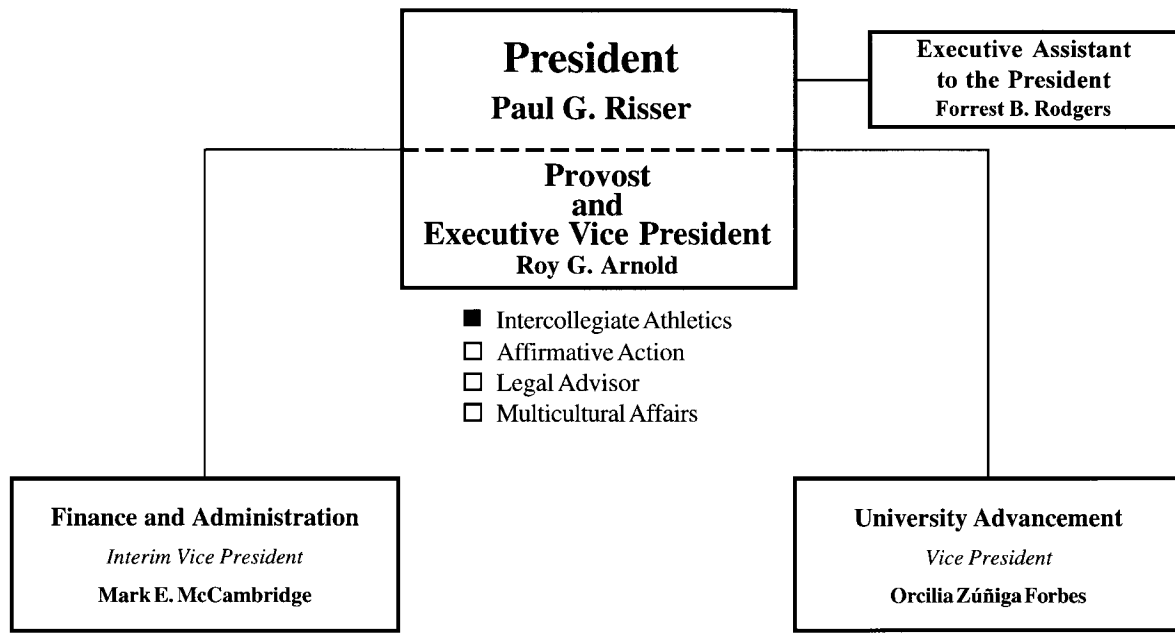 President
Paul G. Risser
Executive Assistant
to the President
Forrest B. Rodgers
Provost
and
Executive Vice President
Roy G. Arnold
■ Intercollegiate Athletics
□ Affirmative Action
□ Legal Advisor
□ Multicultural Affairs
Finance and Administration
Interim Vice President
Mark E. McCambridge
University Advancement
Vice President
Orcilia Zúñiga Forbes